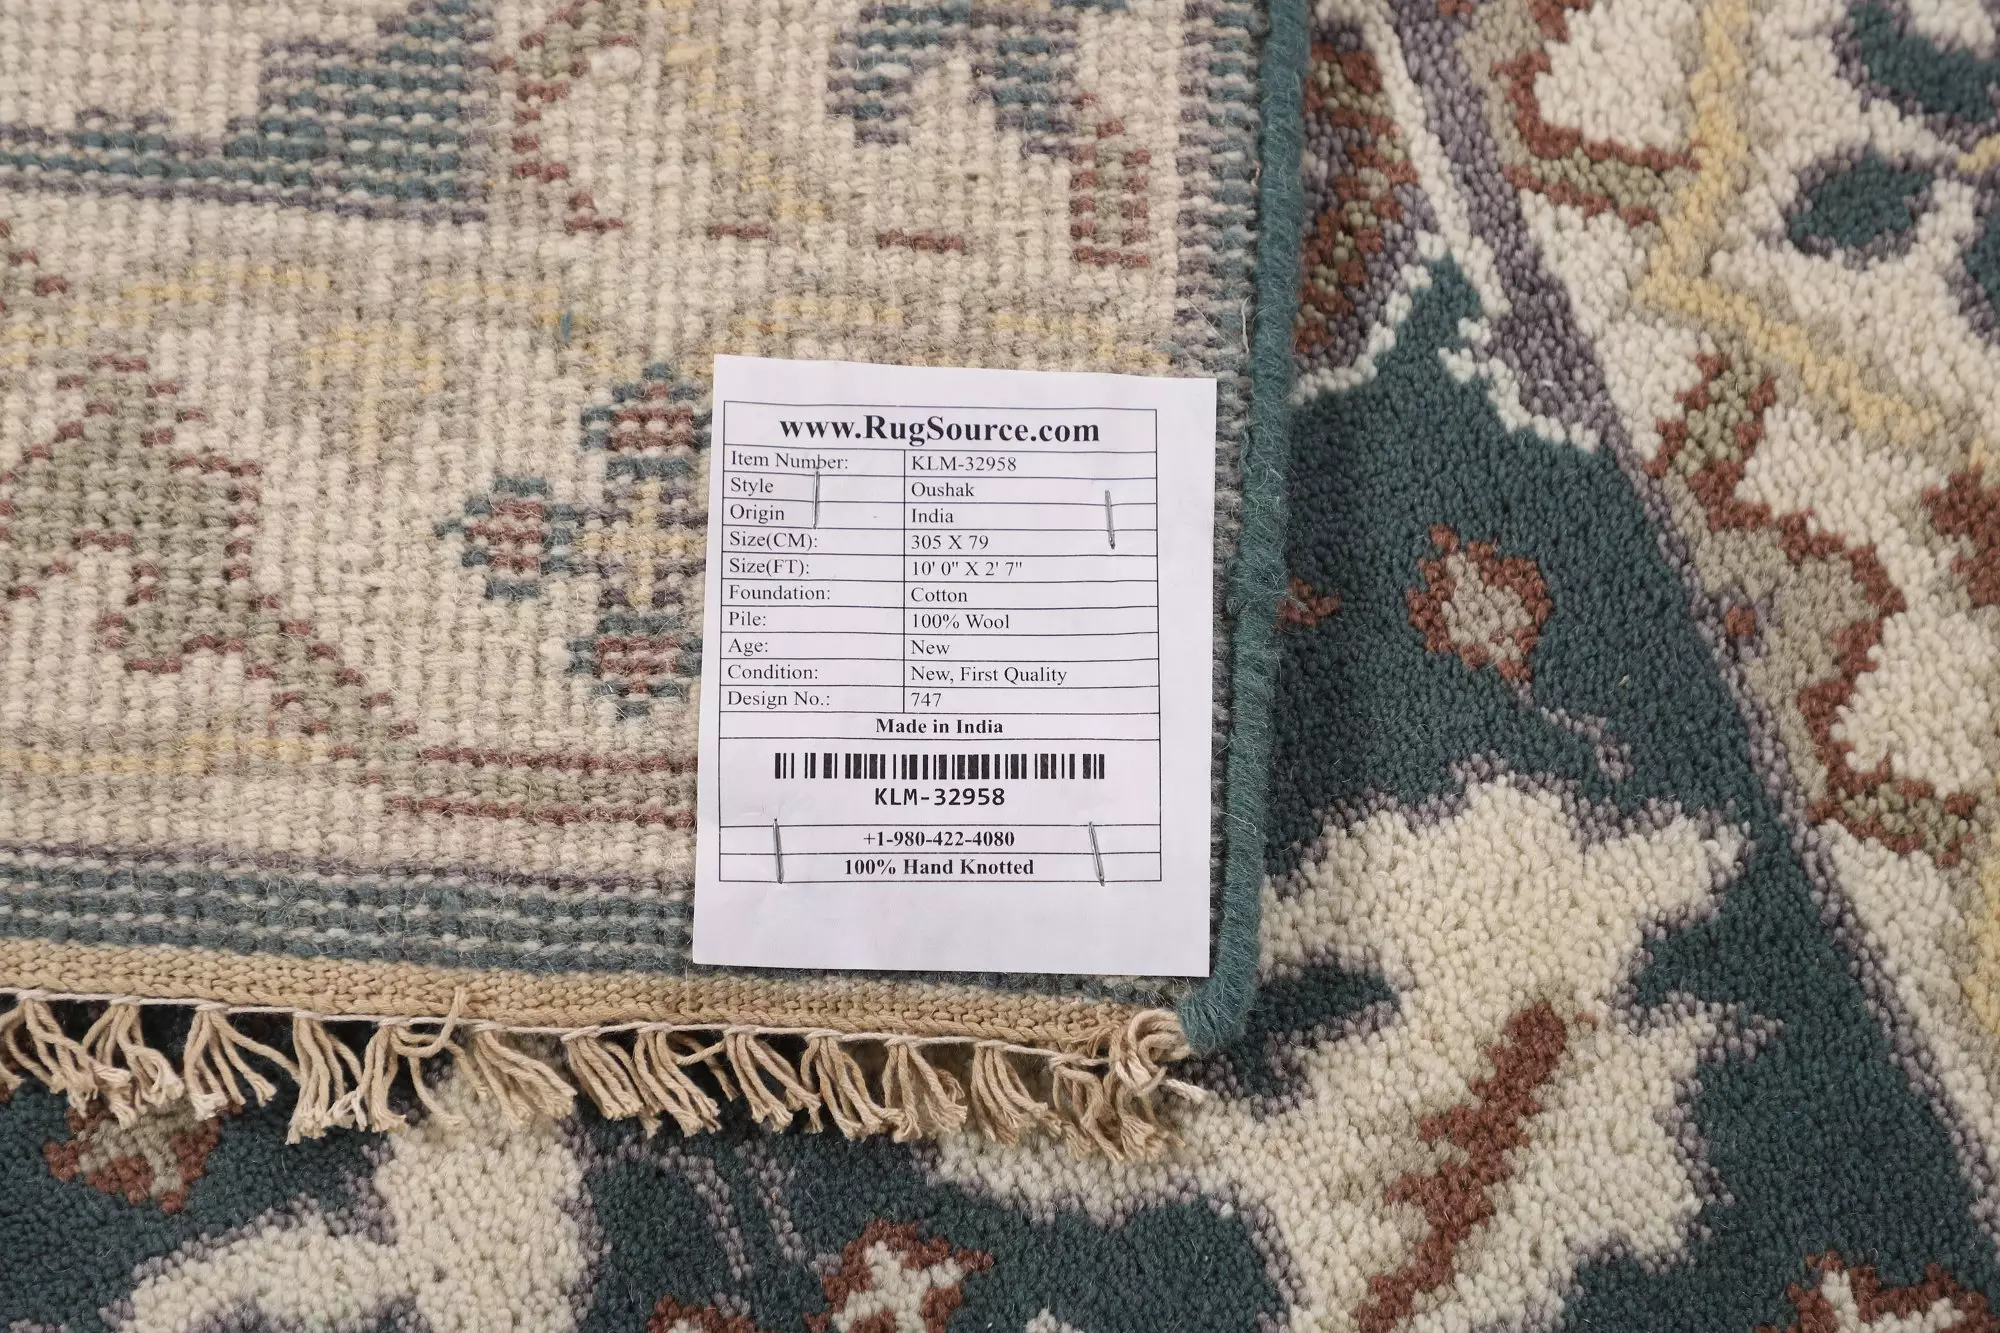 www.RugSource.com
Item Number: KLM-32958
Style Oushak
Origin India
Size(CM): 305 X 79
Size(FT): 10' 0" X 2' 7"
Foundation: Cotton
Pile: 100% Wool
Age: New
Condition: New, First Quality
Design No.: 747
Made in India
KLM-32958
+1-980-422-4080
100% Hand Knotted